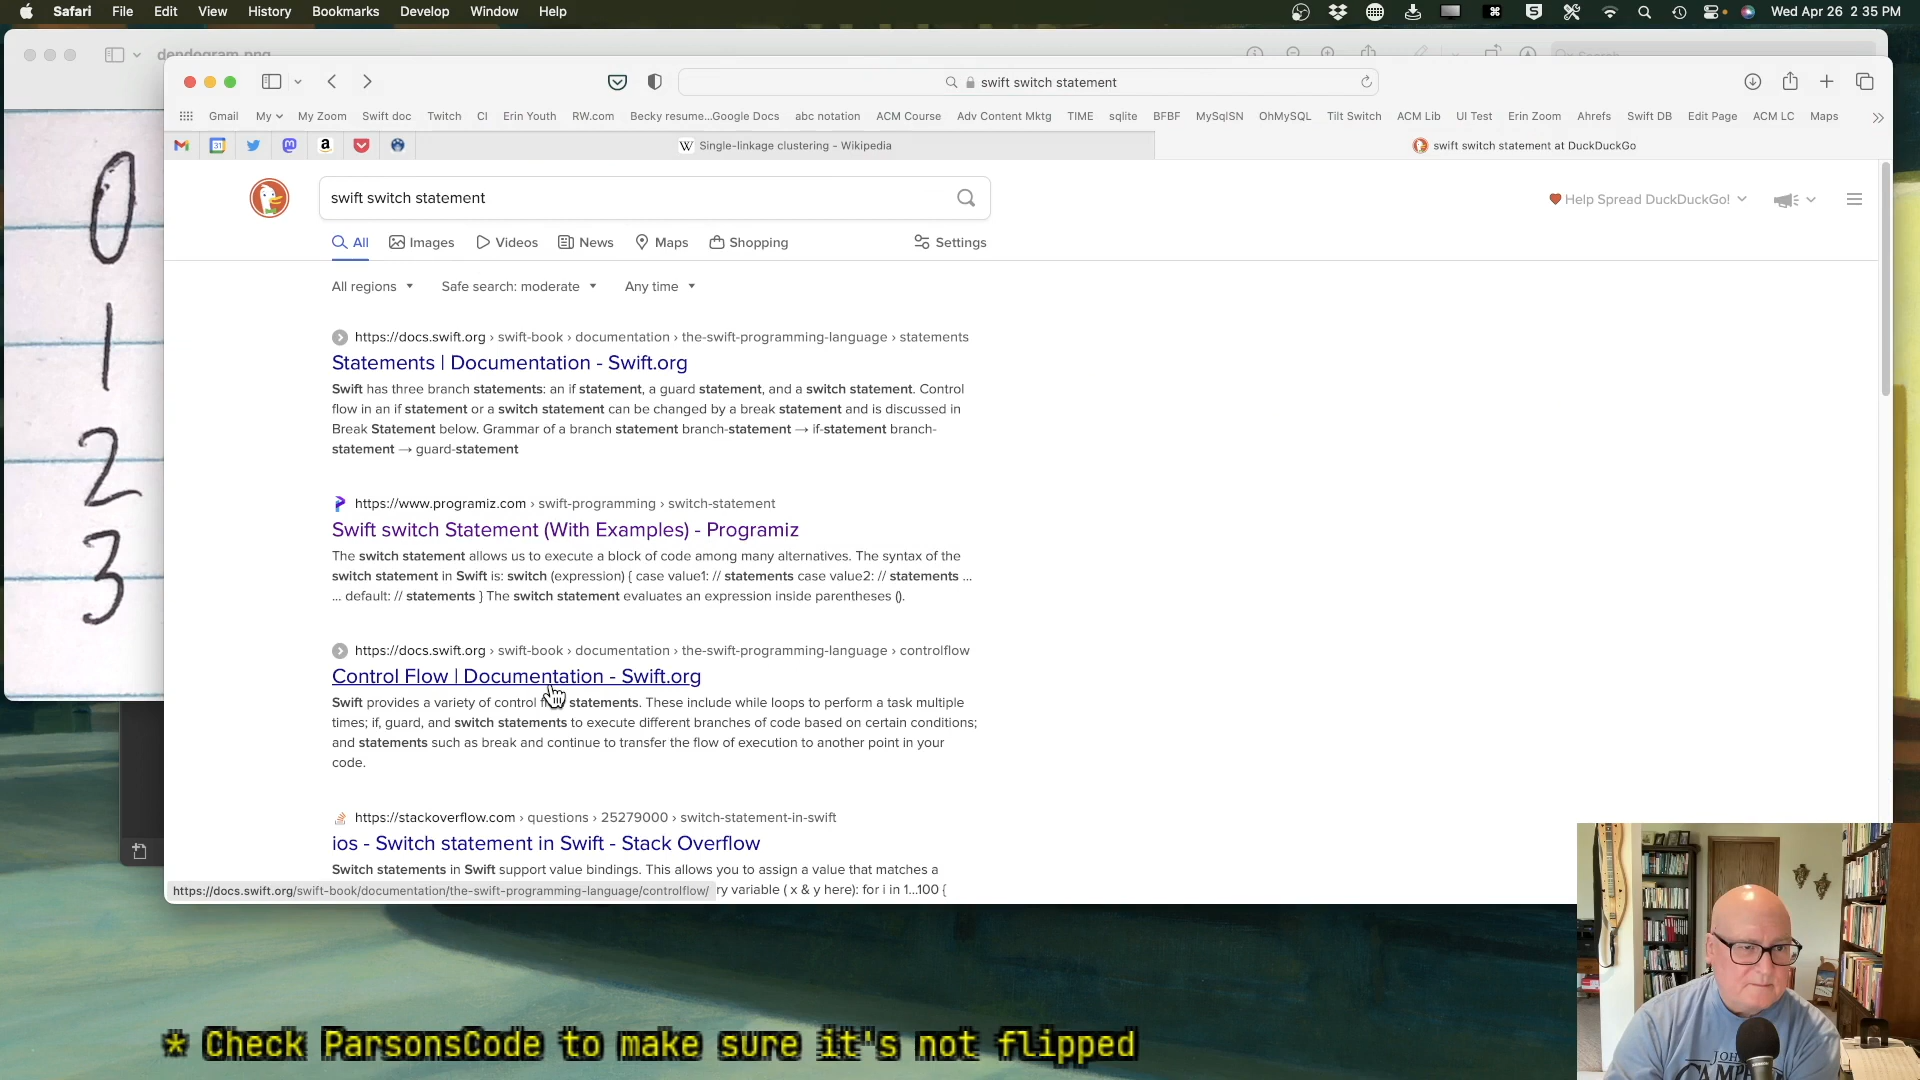 Safari File Edit View History Bookmarks Develop Window Help Wed Apr 26 2 35 PM
dendogram.png
Search
swift switch statement
Gmail My My Zoom Swift doc Twitch CI Erin Youth RW.com Becky resume...Google Docs abc notation ACM Course Adv Content Mktg TIME sqlite BFBF MySqlSN OhMySQL Tilt Switch ACM Lib UI Test Erin Zoom Ahrefs Swift DB Edit Page ACM LC Maps
Single-linkage clustering - Wikipedia
swift switch statement at DuckDuckGo
swift switch statement
Help Spread DuckDuckGo!
All Images Videos News Maps Shopping Settings
All regions Safe search: moderate Any time
https://docs.swift.org › swift-book › documentation › the-swift-programming-language › statements
Statements | Documentation - Swift.org
Swift has three branch statements: an if statement, a guard statement, and a switch statement. Control
flow in an if statement or a switch statement can be changed by a break statement and is discussed in
Break Statement below. Grammar of a branch statement branch-statement → if-statement branch-
statement → guard-statement
https://www.programiz.com › swift-programming › switch-statement
Swift switch Statement (With Examples) - Programiz
The switch statement allows us to execute a block of code among many alternatives. The syntax of the
switch statement in Swift is: switch (expression) { case value1: // statements case value2: // statements ...
... default: // statements } The switch statement evaluates an expression inside parentheses ().
https://docs.swift.org › swift-book › documentation › the-swift-programming-language › controlflow
Control Flow | Documentation - Swift.org
Swift provides a variety of control statements. These include while loops to perform a task multiple
times; if, guard, and switch statements to execute different branches of code based on certain conditions;
and statements such as break and continue to transfer the flow of execution to another point in your
code.
https://stackoverflow.com › questions › 25279000 › switch-statement-in-swift
ios - Switch statement in Swift - Stack Overflow
Switch statements in Swift support value bindings. This allows you to assign a value that matches a
https://docs.swift.org/swift-book/documentation/the-swift-programming-language/controlflow/ ry variable ( x & y here): for i in 1...100 {
0
1
2
3
* Check ParsonsCode to make sure it's not flipped